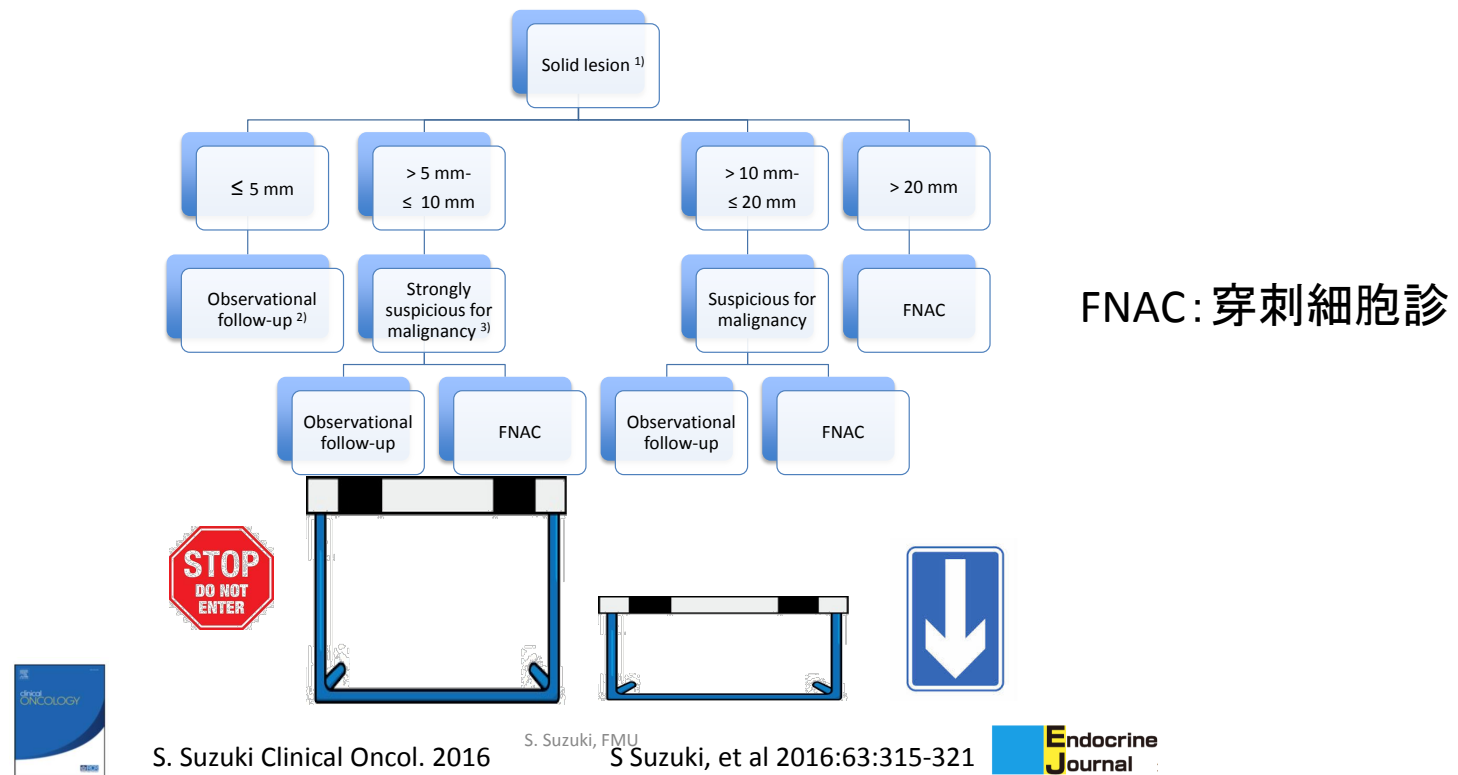 Solid lesion 1)
≤ 5 mm
> 5 mm-
≤ 10 mm
> 10 mm-
≤ 20 mm
> 20 mm
Observational
follow-up 2)
Strongly
suspicious for
malignancy 3)
Suspicious for
malignancy
FNAC
FNAC：穿刺細胞診
Observational
follow-up
FNAC
Observational
follow-up
FNAC
STOP
DO NOT
ENTER
clinical
ONCOLOGY
S. Suzuki Clinical Oncol. 2016
S. Suzuki, FMU
S Suzuki, et al 2016:63:315-321
Endocrine
Journal